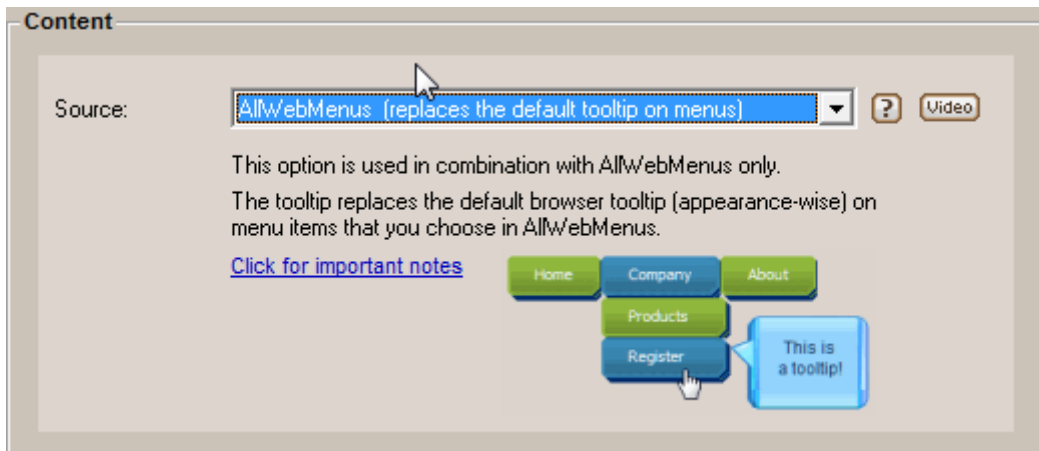 Content
Source:
AllWebMenus (replaces the default tooltip on menus)
?
Video
This option is used in combination with AllWebMenus only.
The tooltip replaces the default browser tooltip (appearance-wise) on
menu items that you choose in AllWebMenus.
Click for important notes
Home
Company
About
Products
Register
This is
a tooltip!